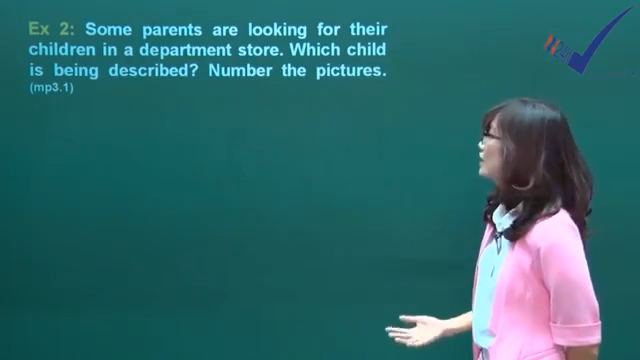 Ex 2: Some parents are looking for their
children in a department store. Which child
is being described? Number the pictures.
(mp3.1)